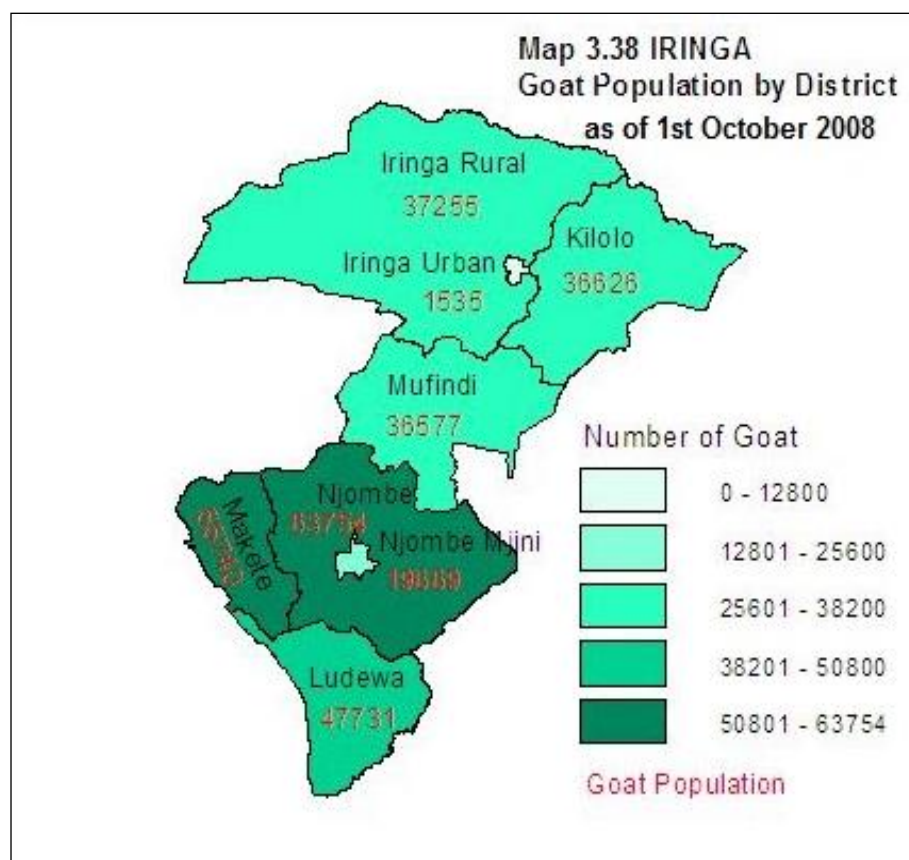 Map 3.38 IRINGA
Goat Population by District
as of 1st October 2008
Iringa Rural
37255
Kilolo
36626
Iringa Urban
1535
Mufindi
36577
Njombe
63754
Makete
Njombe Mjini
19669
Ludewa
47731
Number of Goat
0 - 12800
12801 - 25600
25601 - 38200
38201 - 50800
50801 - 63754
Goat Population